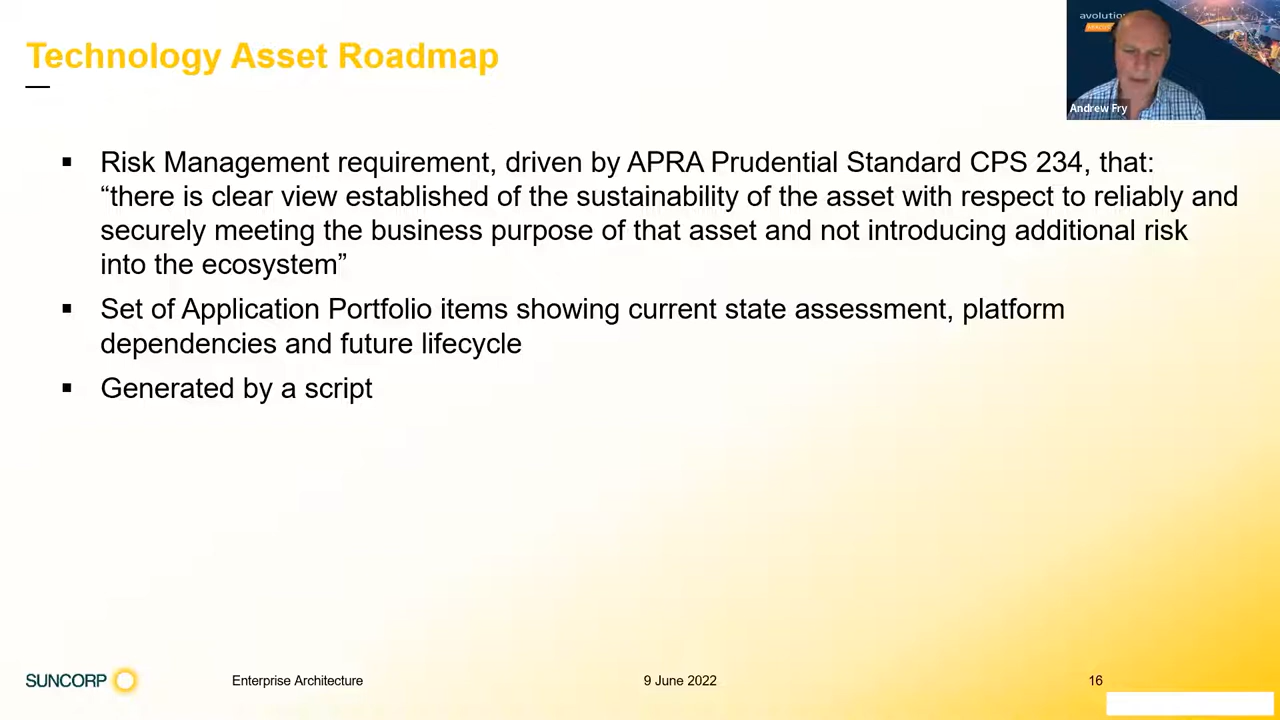 Technology Asset Roadmap
Andrew Fry
▪ Risk Management requirement, driven by APRA Prudential Standard CPS 234, that:
“there is clear view established of the sustainability of the asset with respect to reliably and
securely meeting the business purpose of that asset and not introducing additional risk
into the ecosystem”
▪ Set of Application Portfolio items showing current state assessment, platform
dependencies and future lifecycle
▪ Generated by a script
SUNCORP
Enterprise Architecture
9 June 2022
16